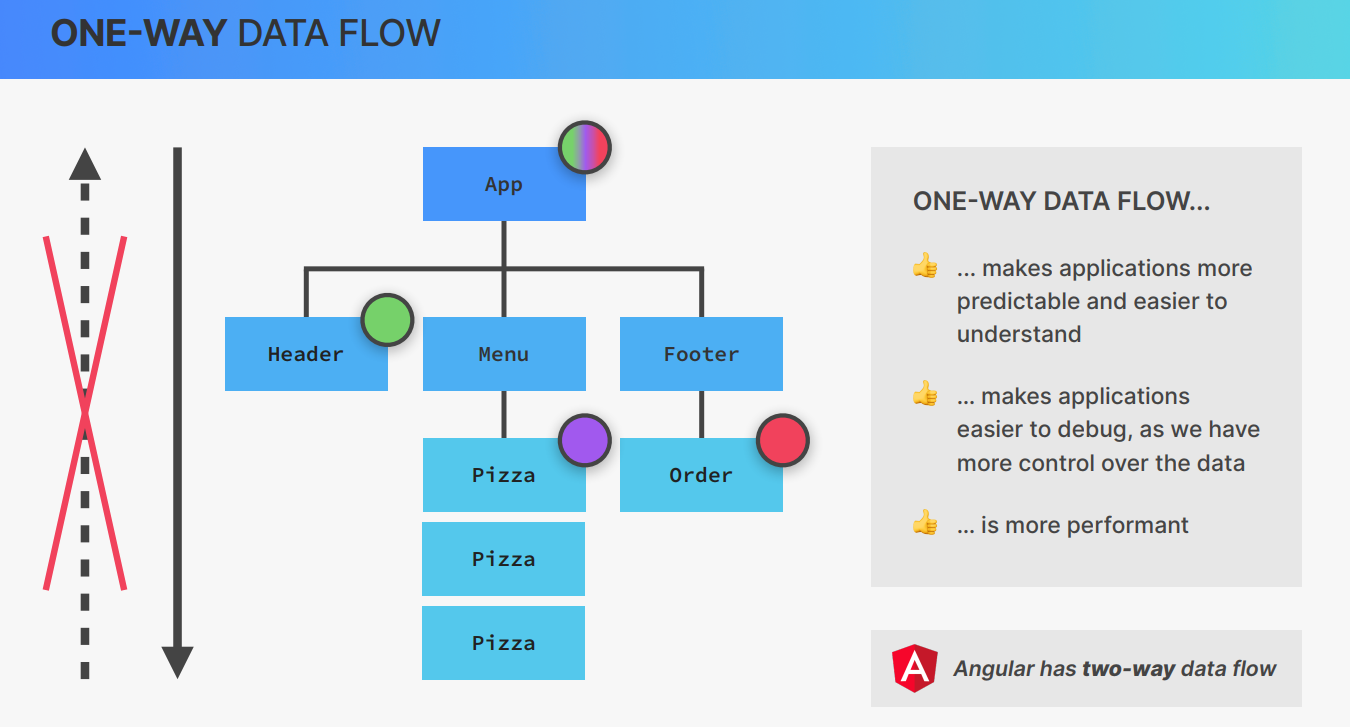 ONE-WAY DATA FLOW
App
Header
Menu
Footer
Pizza
Order
Pizza
Pizza
ONE-WAY DATA FLOW...
... makes applications more
predictable and easier to
understand
... makes applications
easier to debug, as we have
more control over the data
... is more performant
A
Angular has two-way data flow